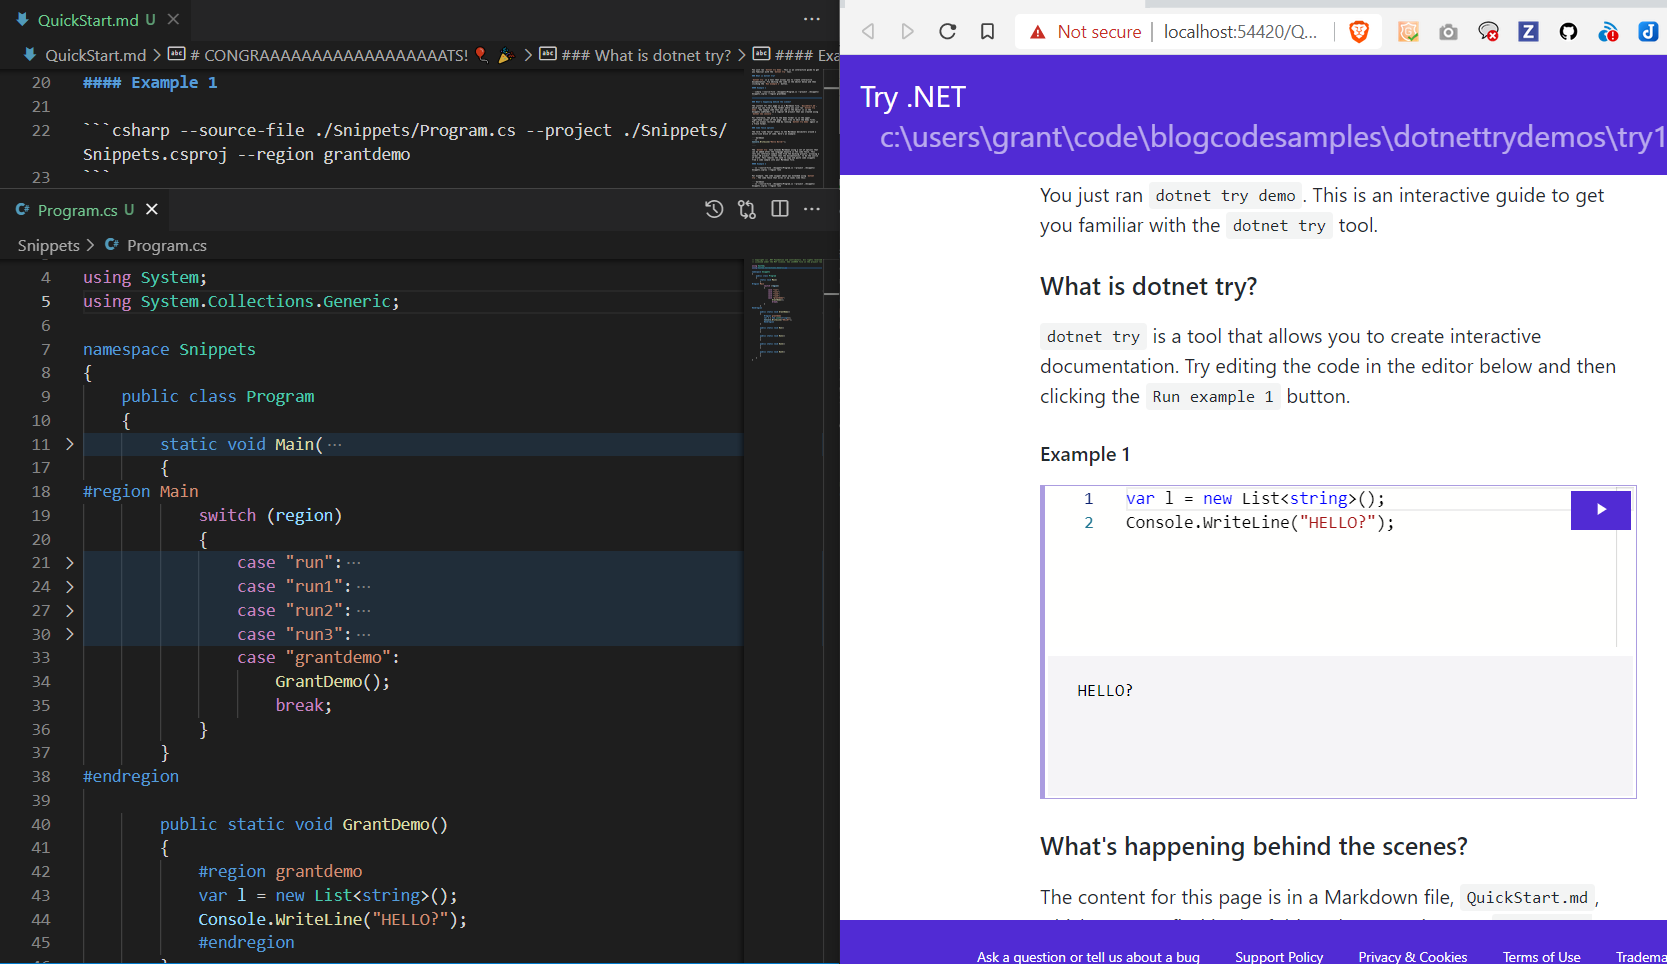 QuickStart.md U
QuickStart.md > # CONGRAAAAAAAAAAAAAAAAAATS! 🎈 🎉 > ### What is dotnet try? > #### Exa
20 #### Example 1
21
22 ```csharp --source-file ./Snippets/Program.cs --project ./Snippets/
Snippets.csproj --region grantdemo
23 ```
Program.cs U
Snippets > Program.cs
4 using System;
5 using System.Collections.Generic;
6
7 namespace Snippets
8 {
9 public class Program
10 {
11 static void Main( ···
17 {
18 #region Main
19 switch (region)
20 {
21 case "run": ···
24 case "run1": ···
27 case "run2": ···
30 case "run3": ···
33 case "grantdemo":
34 GrantDemo();
35 break;
36 }
37 }
38 #endregion
39
40 public static void GrantDemo()
41 {
42 #region grantdemo
43 var l = new List<string>();
44 Console.WriteLine("HELLO?");
45 #endregion
Not secure | localhost:54420/Q...
Try .NET
c:\users\grant\code\blogcodesamples\dotnettrydemos\try1
You just ran dotnet try demo . This is an interactive guide to get
you familiar with the dotnet try tool.
What is dotnet try?
dotnet try is a tool that allows you to create interactive
documentation. Try editing the code in the editor below and then
clicking the Run example 1 button.
Example 1
1 var l = new List<string>();
2 Console.WriteLine("HELLO?");
HELLO?
What's happening behind the scenes?
The content for this page is in a Markdown file, QuickStart.md ,
Ask a question or tell us about a bug Support Policy Privacy & Cookies Terms of Use Tradema